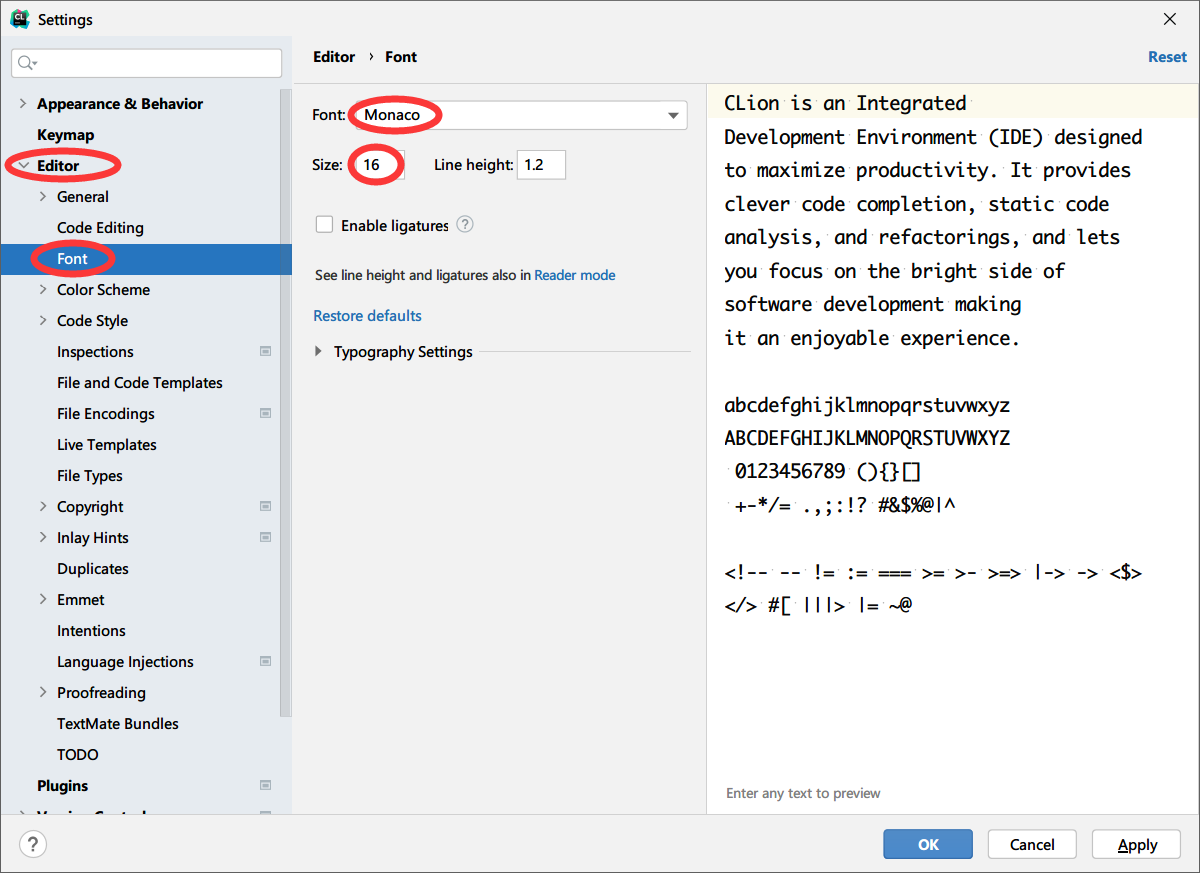 CL
Settings
Editor › Font
Reset
Appearance & Behavior
Keymap
Editor
General
Code Editing
Font
Color Scheme
Code Style
Inspections
File and Code Templates
File Encodings
Live Templates
File Types
Copyright
Inlay Hints
Duplicates
Emmet
Intentions
Language Injections
Proofreading
TextMate Bundles
TODO
Plugins
Version Control
Font: Monaco
Size: 16 Line height: 1.2
Enable ligatures ?
See line height and ligatures also in Reader mode
Restore defaults
Typography Settings
CLion is an Integrated
Development Environment (IDE) designed
to maximize productivity. It provides
clever code completion, static code
analysis, and refactorings, and lets
you focus on the bright side of
software development making
it an enjoyable experience.
abcdefghijklmnopqrstuvwxyz
ABCDEFGHIJKLMNOPQRSTUVWXYZ
0123456789 (){}[]
+-*/= .,;:!? #&$%@|^
<!-- -- != := === >= >- >=> |-> -> <$>
</> #[ |||> |= ~@
Enter any text to preview
?
OK
Cancel
Apply